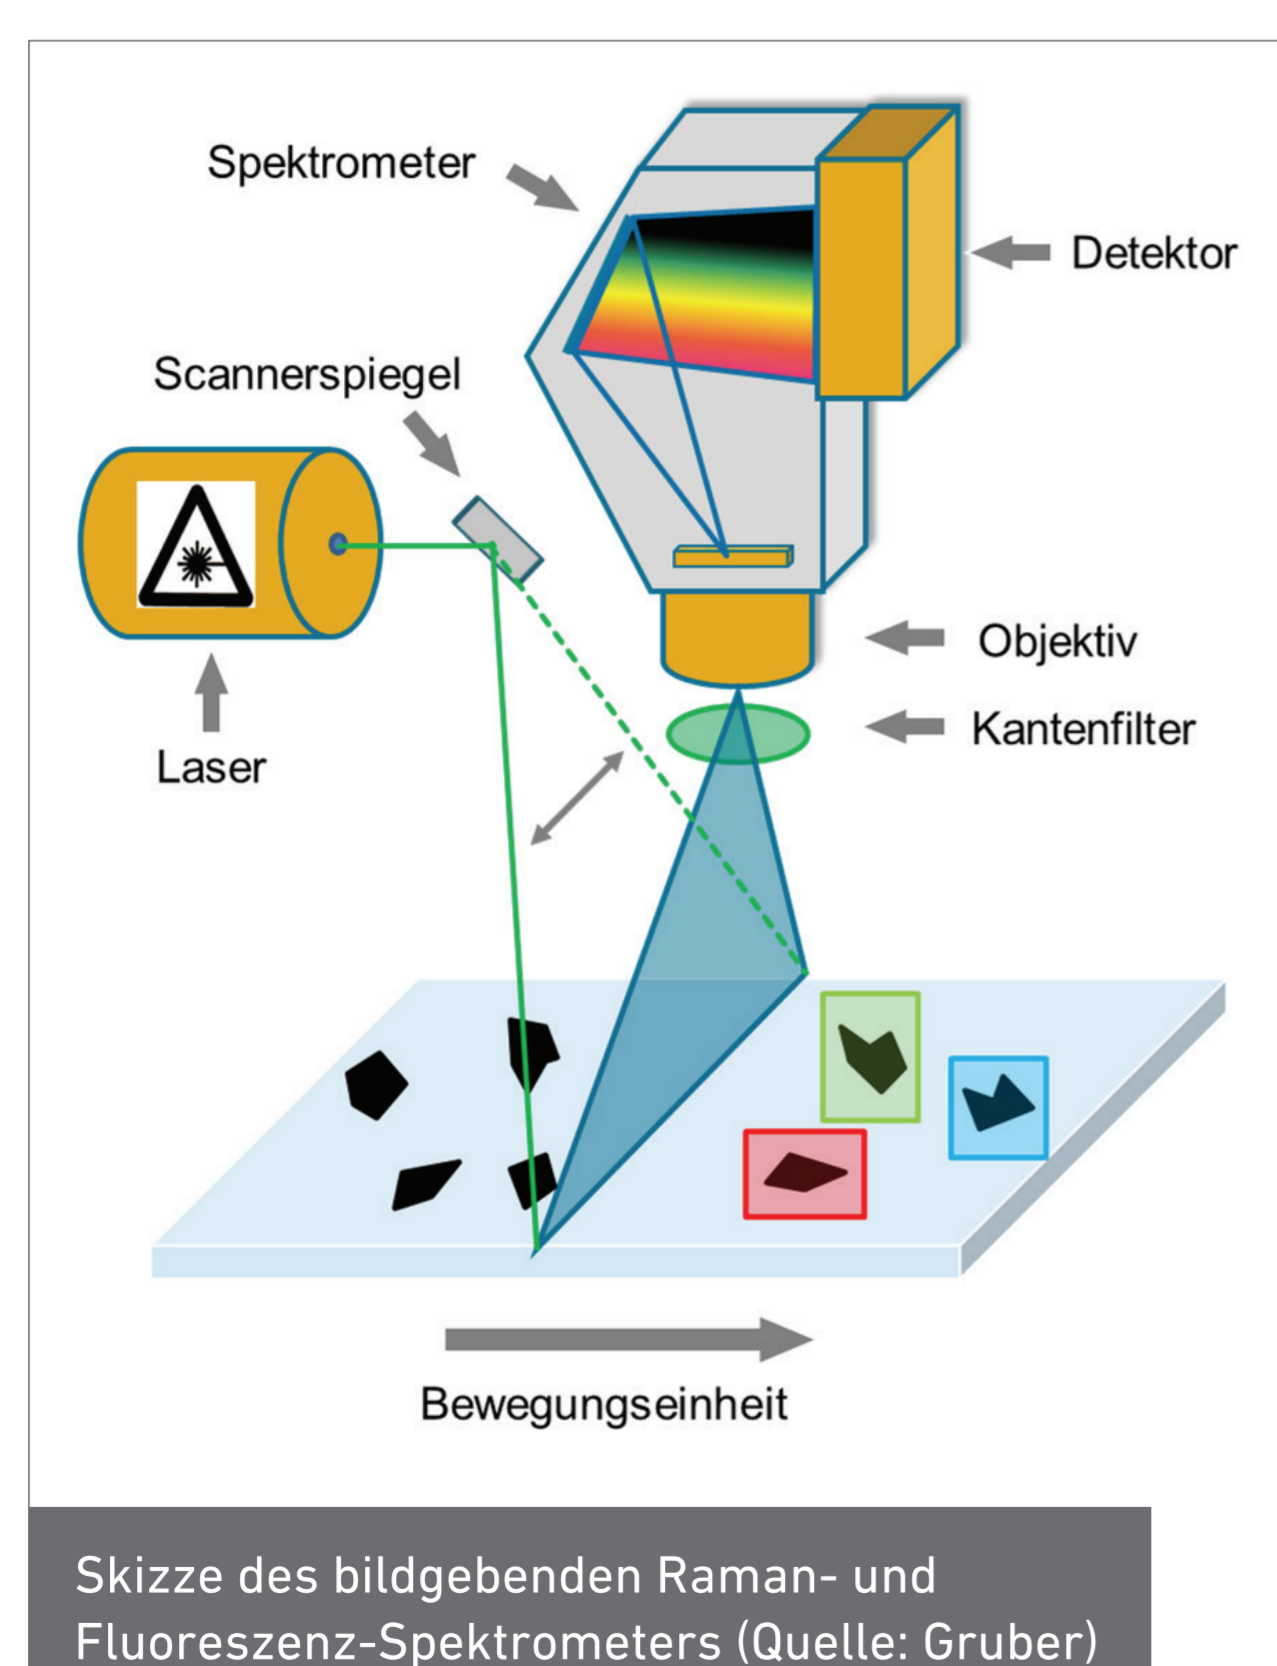 Spektrometer
Detektor
Scannerspiegel
Objektiv
Kantenfilter
Laser
Bewegungseinheit
Skizze des bildgebenden Raman- und
Fluoreszenz-Spektrometers (Quelle: Gruber)